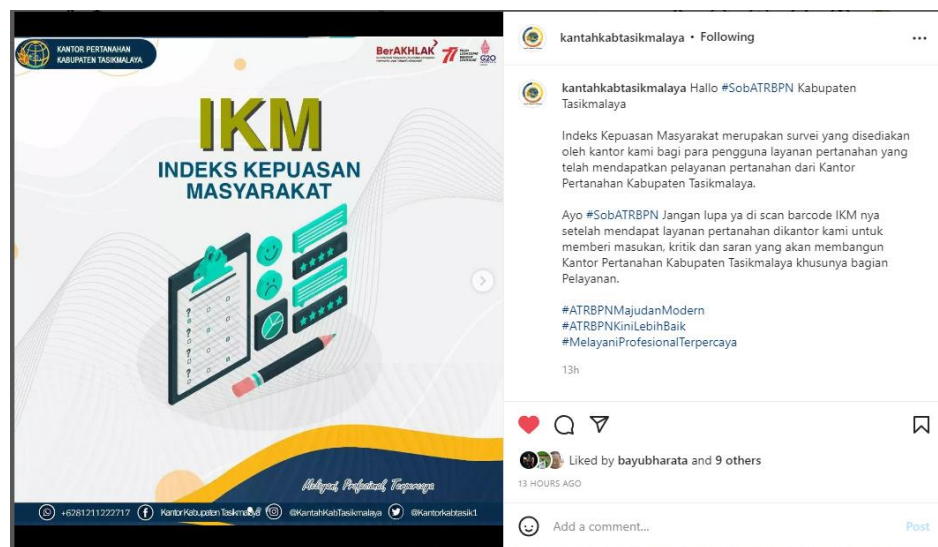 KANTOR PERTANAHAN
KABUPATEN TASIKMALAYA
BerAKHLAK
77
G20
IKM
INDEKS KEPUASAN
MASYARAKAT
Melayani, Profesional, Terpercaya
+6281211222717
Kantor Kabupaten Tasikmalaya
@KantahKabTasikmalaya
@Kantorkabtasik1
kantahkabtasikmalaya • Following
kantahkabtasikmalaya Hallo #SobATRBPN Kabupaten
Tasikmalaya
Indeks Kepuasan Masyarakat merupakan survei yang disediakan
oleh kantor kami bagi para pengguna layanan pertanahan yang
telah mendapatkan pelayanan pertanahan dari Kantor
Pertanahan Kabupaten Tasikmalaya.
Ayo #SobATRBPN Jangan lupa ya di scan barcode IKM nya
setelah mendapat layanan pertanahan dikantor kami untuk
memberi masukan, kritik dan saran yang akan membangun
Kantor Pertanahan Kabupaten Tasikmalaya khusunya bagian
Pelayanan.
#ATRBPNMajudanModern
#ATRBPNKiniLebihBaik
#MelayaniProfesionalTerpercaya
13h
Liked by bayubharata and 9 others
13 HOURS AGO
Add a comment...
Post